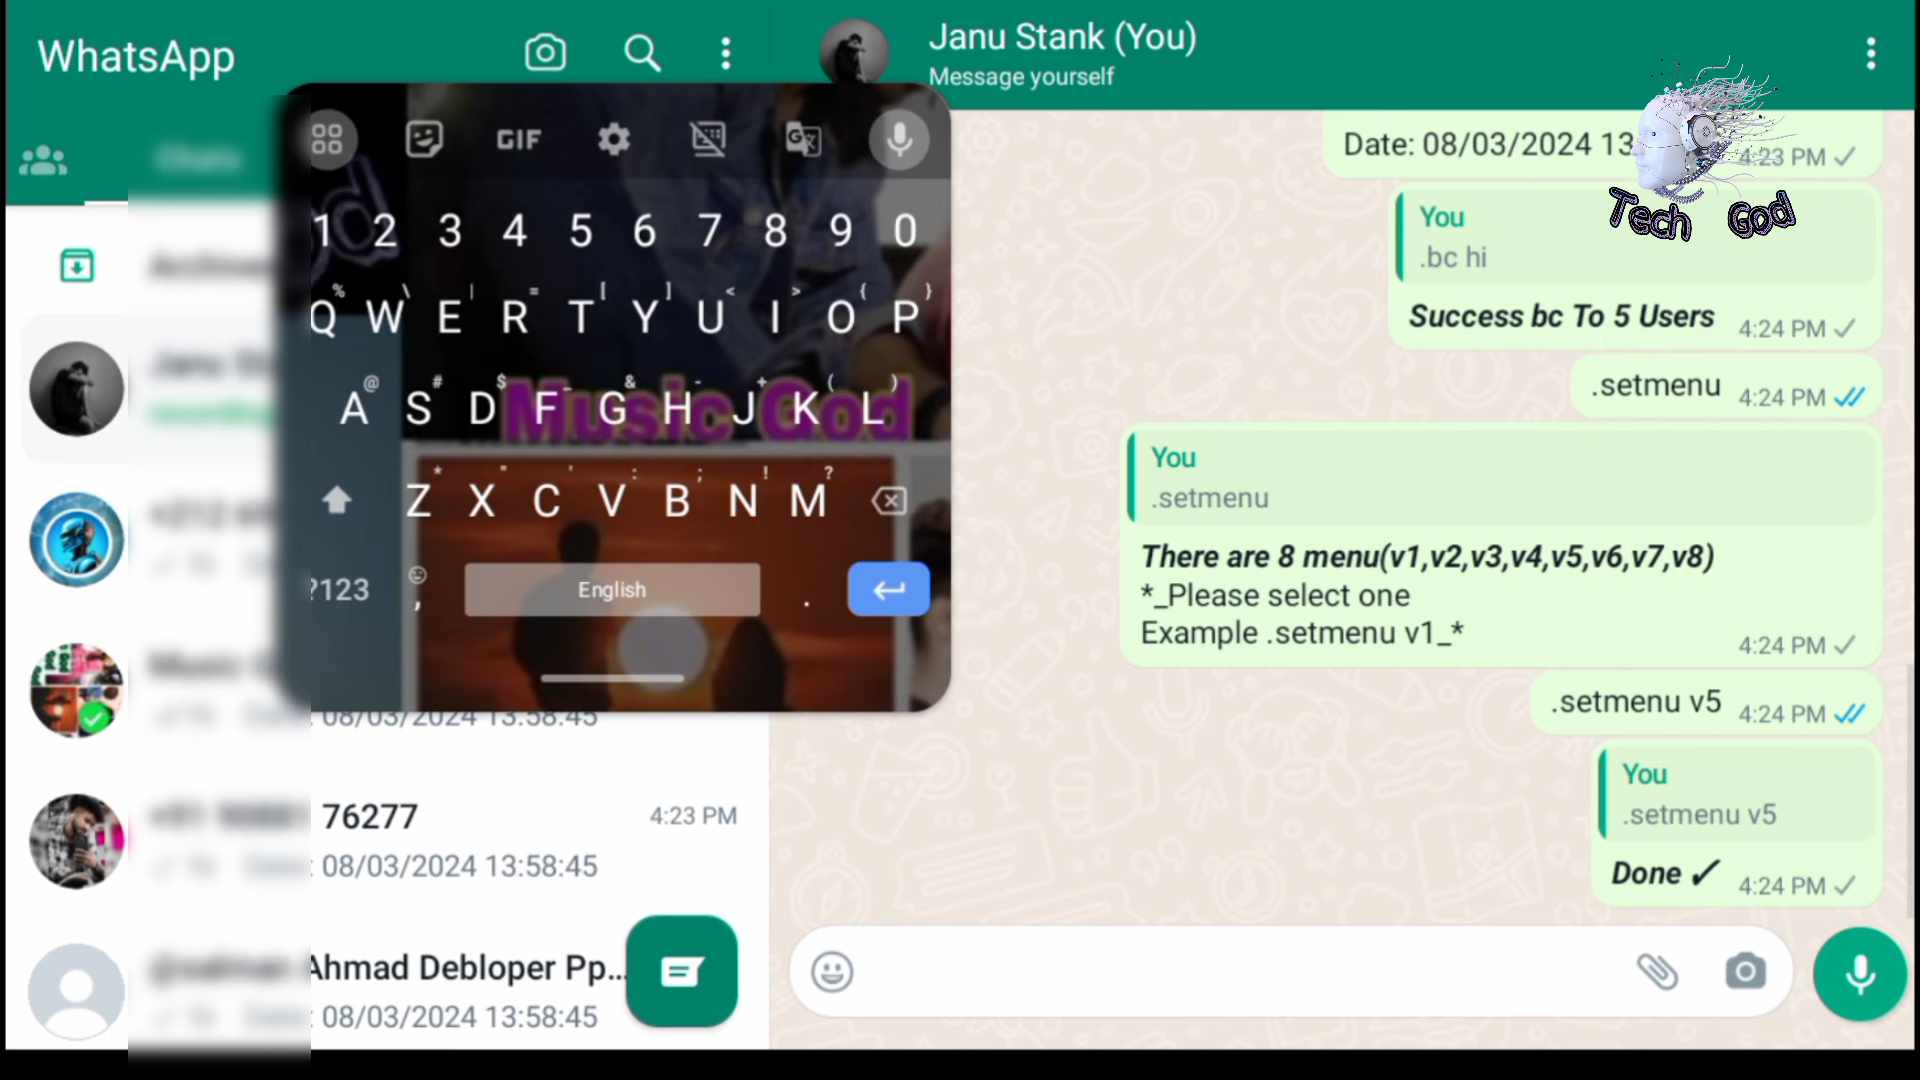 WhatsApp
Janu Stank (You)
Message yourself
GIF
1 2 3 4 5 6 7 8 9 0
% \ | = [ ] < > { }
Q W E R T Y U I O P
@ # $ _ & - + ( )
A S D F G H J K L
Music God
* " ' : ; ! ?
Z X C V B N M
?123 , English .
08/03/2024 13:58:45
76277
4:23 PM
: 08/03/2024 13:58:45
Ahmad Debloper Pp...
: 08/03/2024 13:58:45
Date: 08/03/2024 13
4:23 PM
Tech God
You
.bc hi
Success bc To 5 Users
4:24 PM
.setmenu
4:24 PM
You
.setmenu
There are 8 menu(v1,v2,v3,v4,v5,v6,v7,v8)
*_Please select one
Example .setmenu v1_*
4:24 PM
.setmenu v5
4:24 PM
You
.setmenu v5
Done ✓
4:24 PM